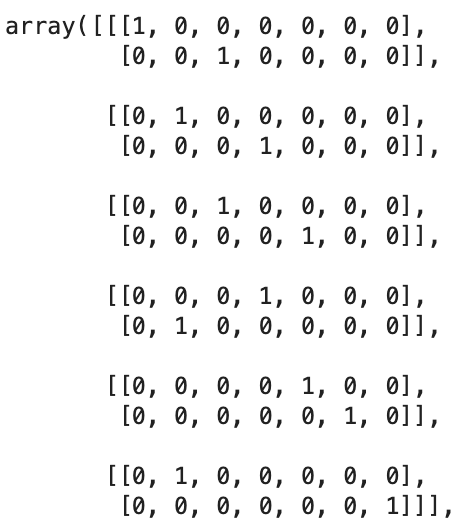 array([[[1, 0, 0, 0, 0, 0, 0],
[0, 0, 1, 0, 0, 0, 0]],
[[0, 1, 0, 0, 0, 0, 0],
[0, 0, 0, 1, 0, 0, 0]],
[[0, 0, 1, 0, 0, 0, 0],
[0, 0, 0, 0, 1, 0, 0]],
[[0, 0, 0, 1, 0, 0, 0],
[0, 1, 0, 0, 0, 0, 0]],
[[0, 0, 0, 0, 1, 0, 0],
[0, 0, 0, 0, 0, 1, 0]],
[[0, 1, 0, 0, 0, 0, 0],
[0, 0, 0, 0, 0, 0, 1]]],